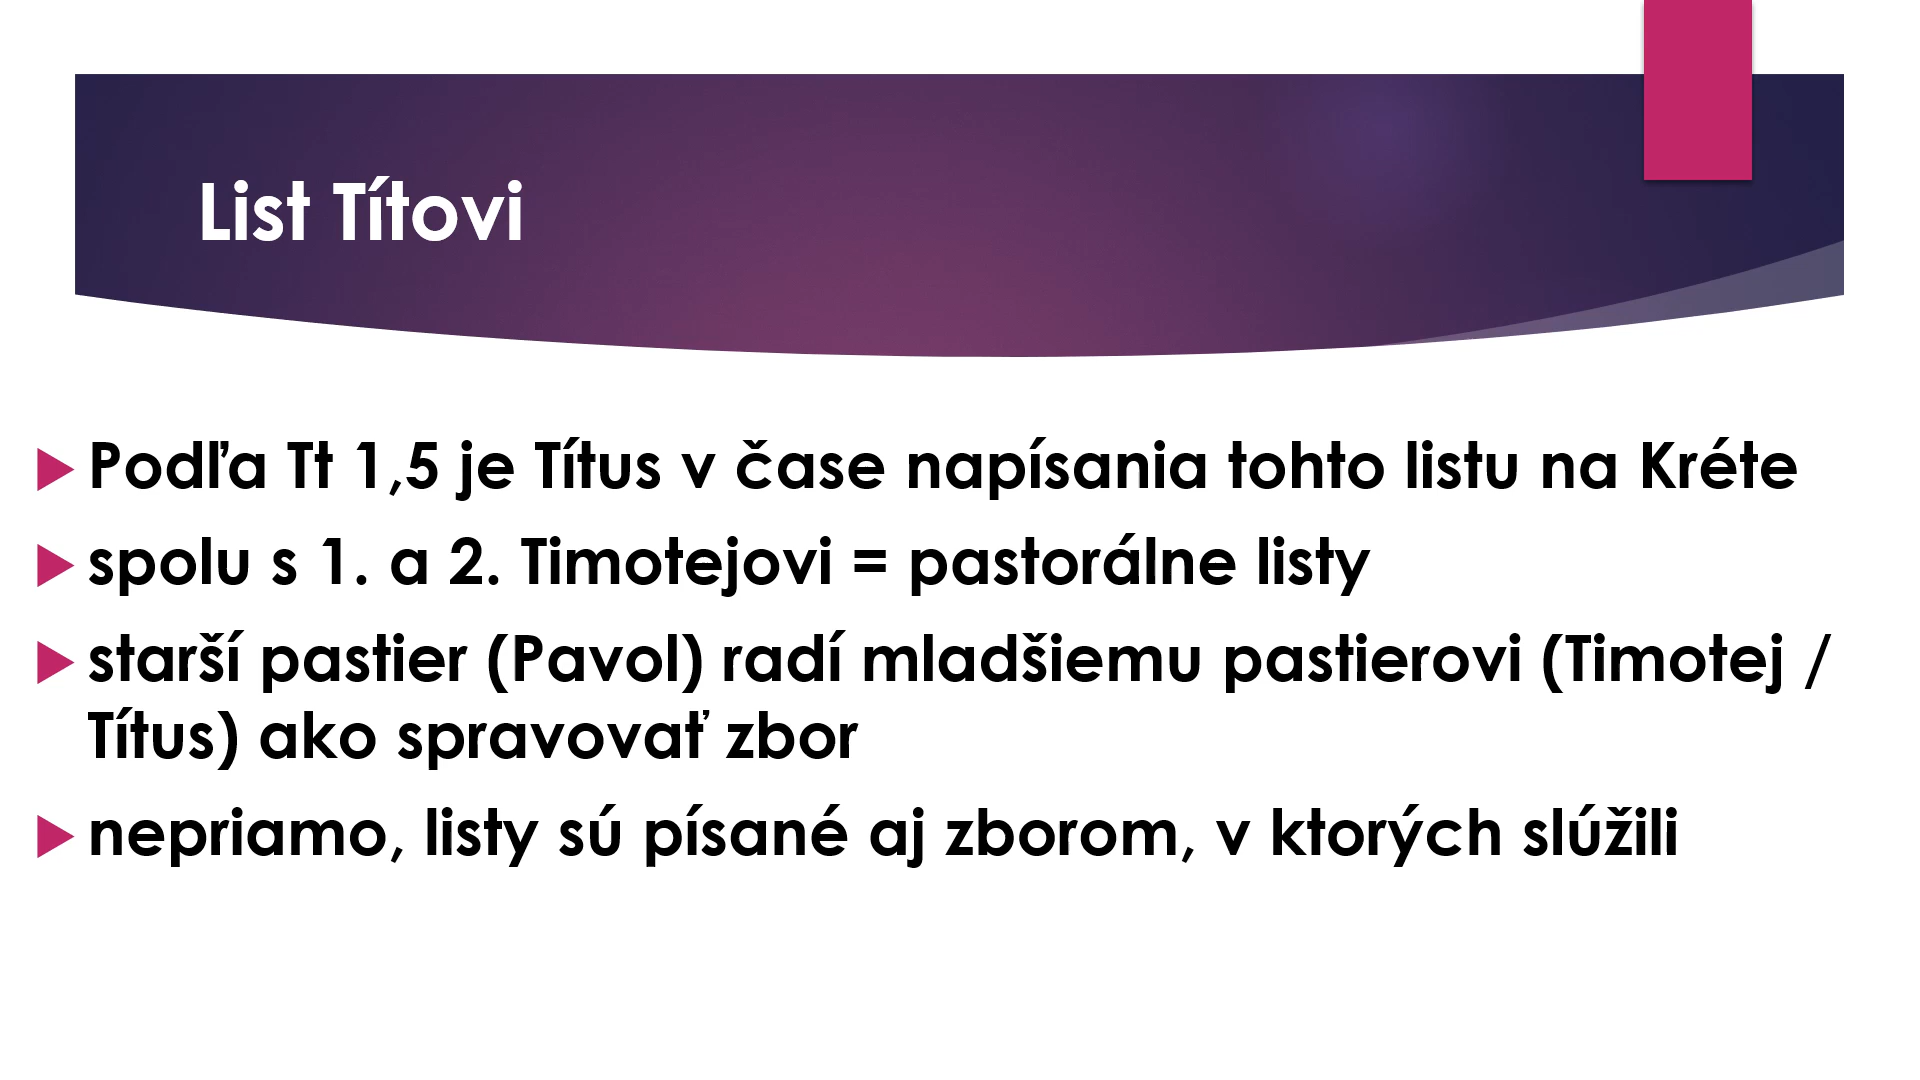 List Títovi
Podľa Tt 1,5 je Títus v čase napísania tohto listu na Kréte
spolu s 1. a 2. Timotejovi = pastorálne listy
starší pastier (Pavol) radí mladšiemu pastierovi (Timotej /
Títus) ako spravovať zbor
nepriamo, listy sú písané aj zborom, v ktorých slúžili